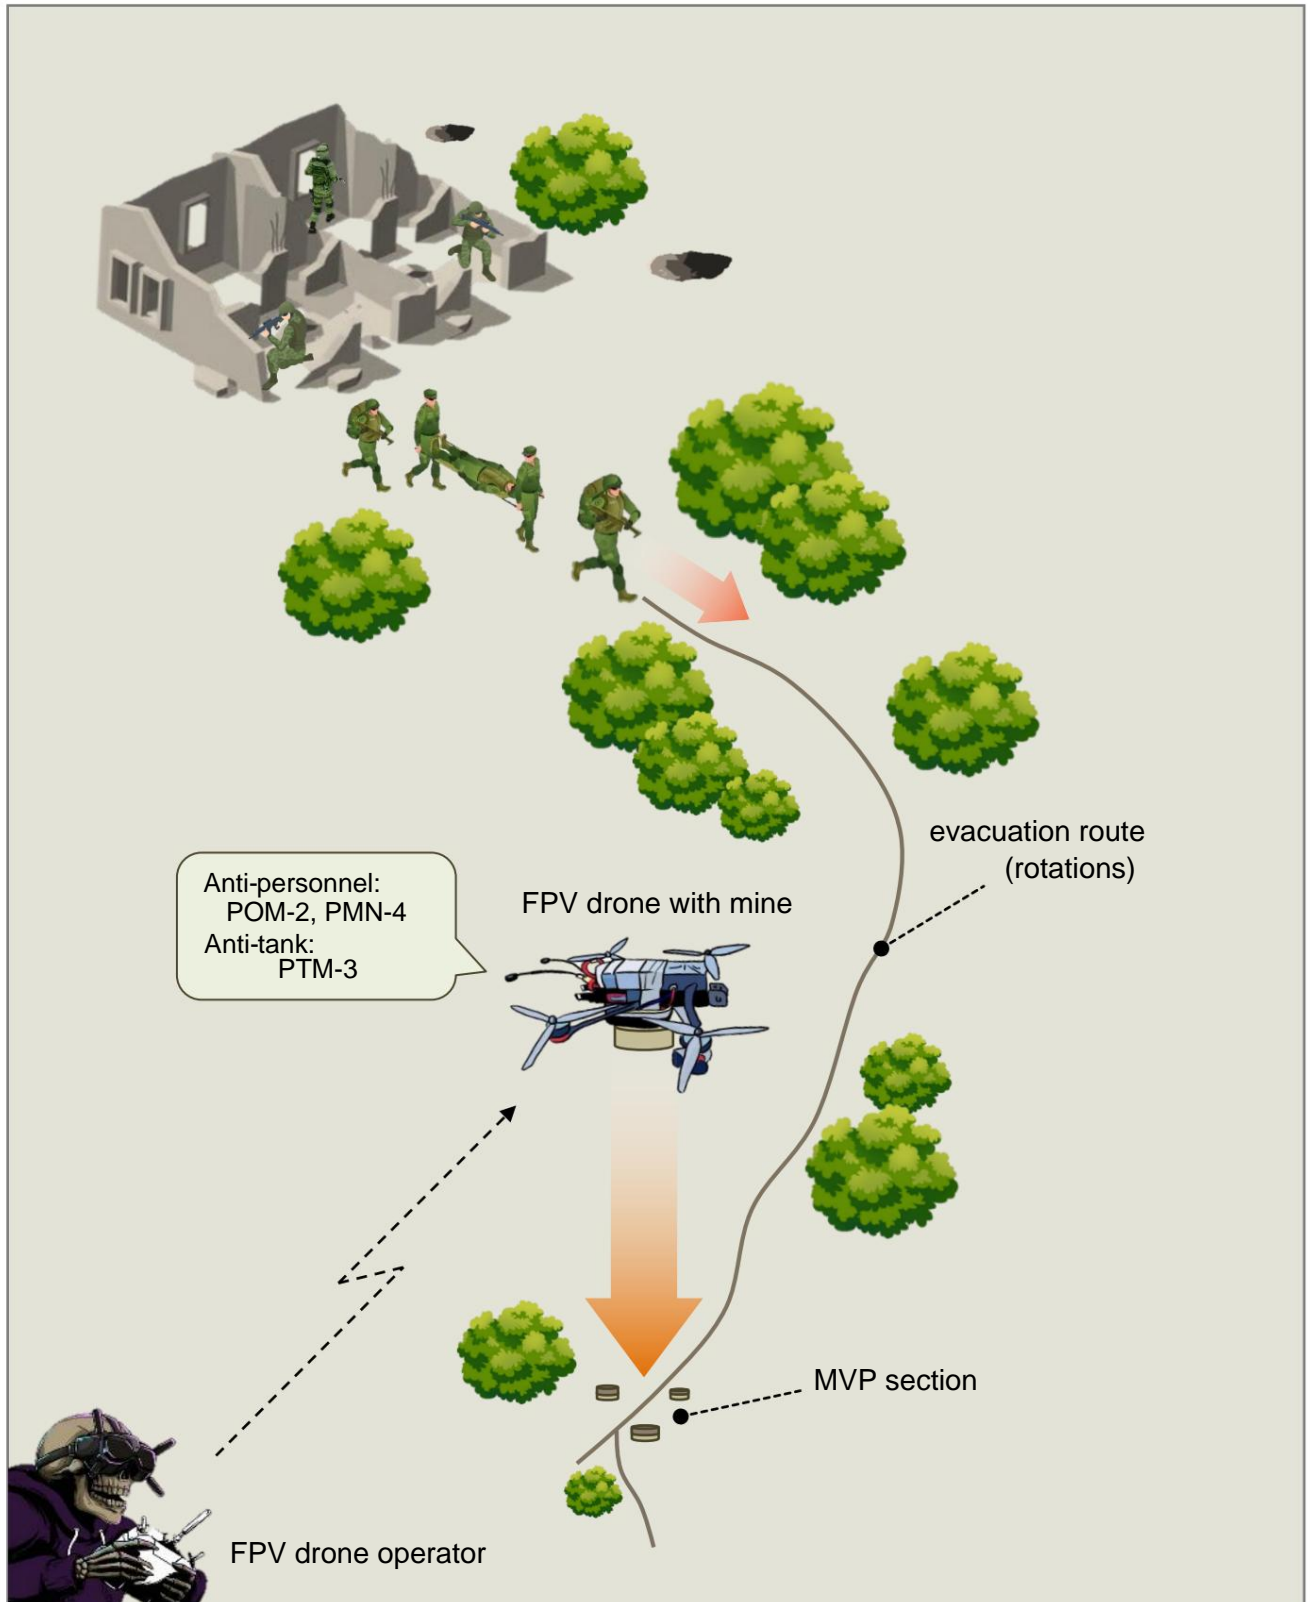 evacuation route
(rotations)
Anti-personnel:
POM-2, PMN-4
Anti-tank:
PTM-3
FPV drone with mine
MVP section
FPV drone operator